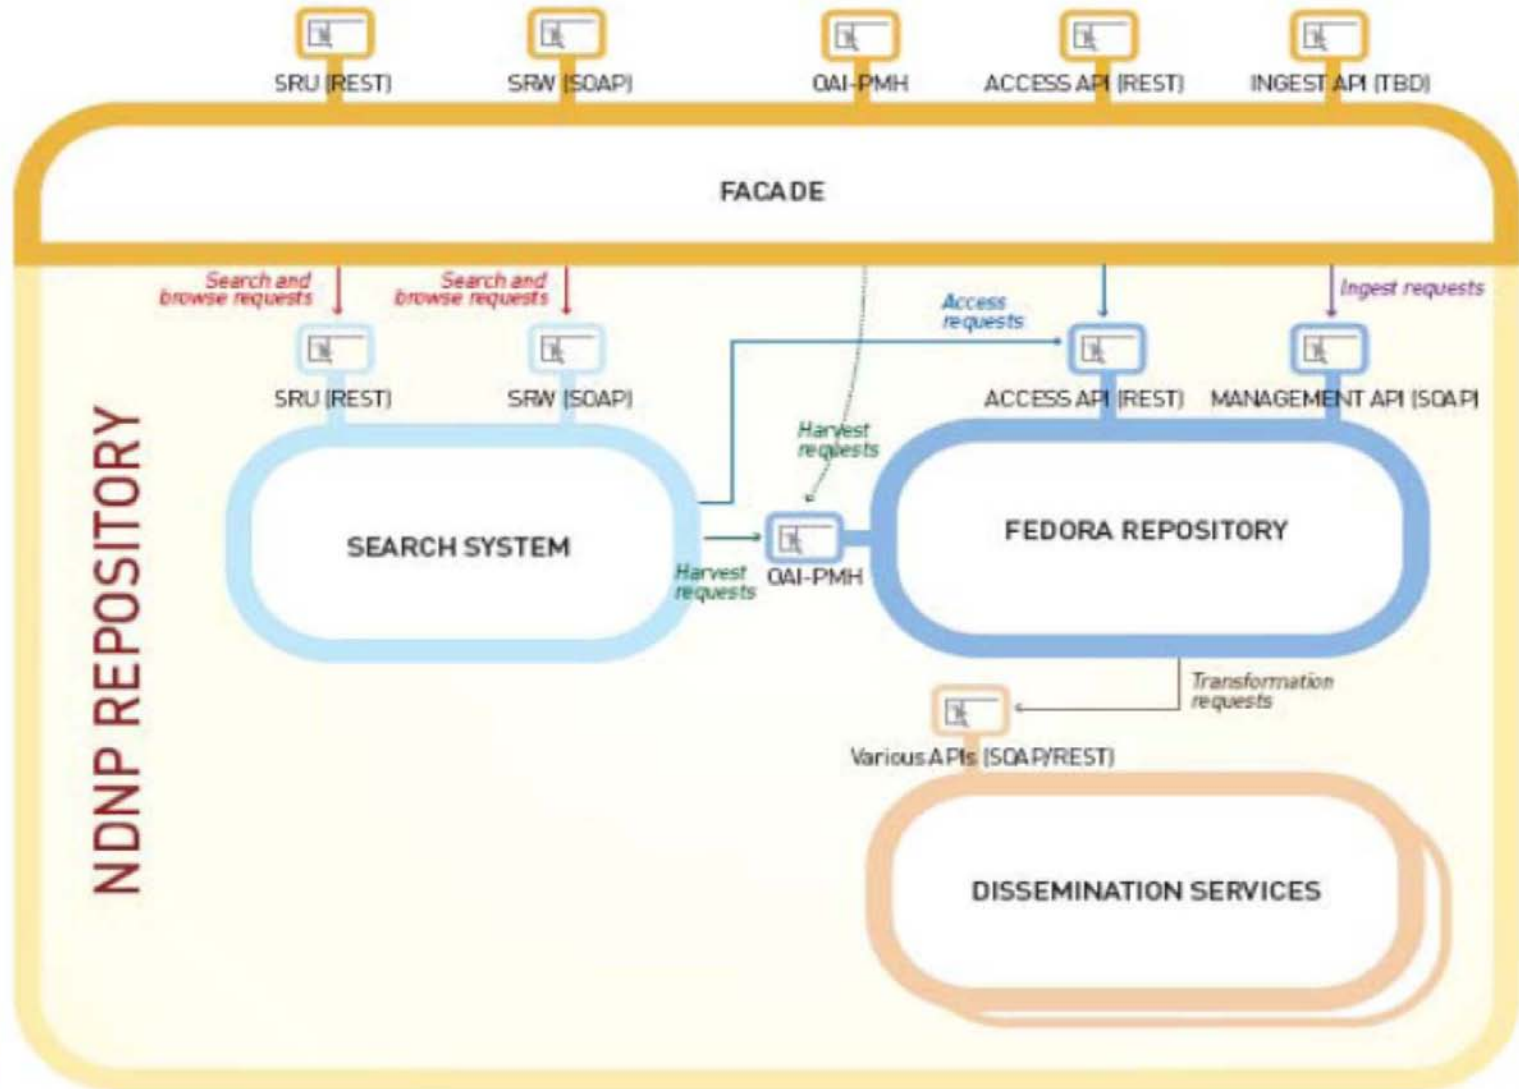 SRU (REST)
SRW (SOAP)
OAI-PMH
ACCESS API (REST)
INGEST API (TBD)
FACADE
Search and
browse requests
Search and
browse requests
Access
requests
Ingest requests
SRU (REST)
SRW (SOAP)
ACCESS API (REST)
MANAGEMENT API (SOAP)
Harvest
requests
NDNP REPOSITORY
SEARCH SYSTEM
FEDORA REPOSITORY
Harvest
requests
OAI-PMH
Transformation
requests
Various APIs (SOAP/REST)
DISSEMINATION SERVICES